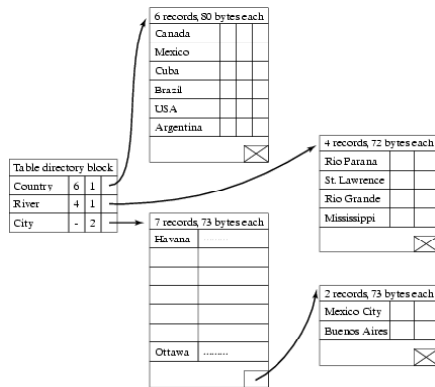 6 records, 80 bytes each
Canada
Mexico
Cuba
Brazil
USA
Argentina
Table directory block
Country 6 1
River 4 1
City - 2
4 records, 72 bytes each
Rio Parana
St. Lawrence
Rio Grande
Mississippi
7 records, 73 bytes each
Havana ........
Ottawa ........
2 records, 73 bytes each
Mexico City
Buenos Aires